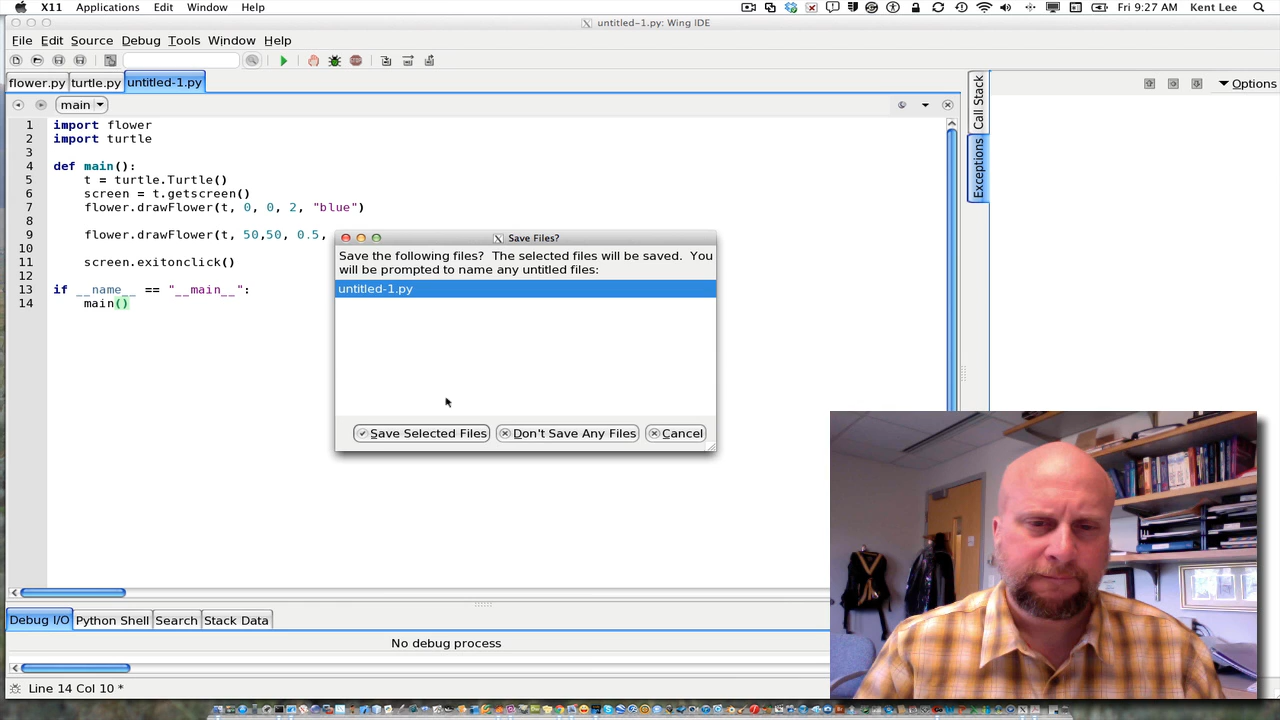 X11 Applications Edit Window Help Fri 9:27 AM Kent Lee
untitled-1.py: Wing IDE
File Edit Source Debug Tools Window Help
flower.py turtle.py untitled-1.py
main Options
1 import flower
2 import turtle
3
4 def main():
5 t = turtle.Turtle()
6 screen = t.getscreen()
7 flower.drawFlower(t, 0, 0, 2, "blue")
8
9 flower.drawFlower(t, 50,50, 0.5,
10
11 screen.exitonclick()
12
13 if __name__ == "__main__":
14 main()
Call Stack
Exceptions
Save Files?
Save the following files? The selected files will be saved. You
will be prompted to name any untitled files:
untitled-1.py
Save Selected Files Don't Save Any Files Cancel
Debug I/O Python Shell Search Stack Data
No debug process
Line 14 Col 10 *